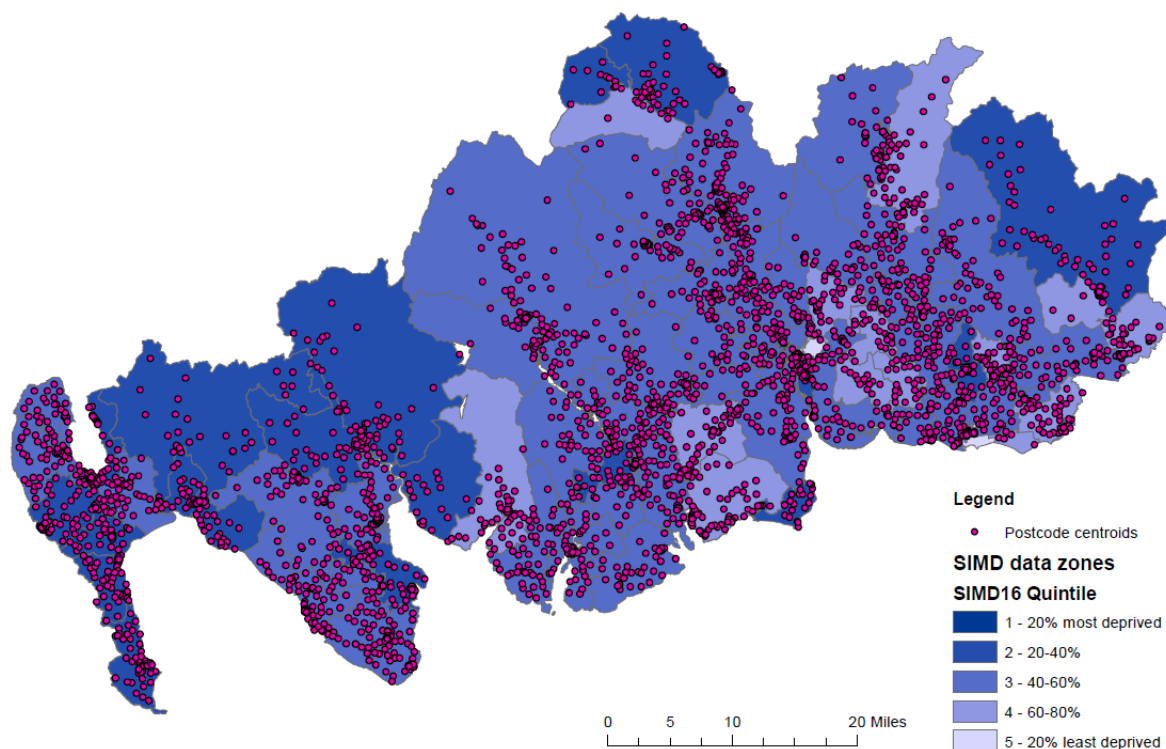 Legend
Postcode centroids
SIMD data zones
SIMD16 Quintile
1 - 20% most deprived
2 - 20-40%
3 - 40-60%
4 - 60-80%
5 - 20% least deprived
0 5 10 20 Miles